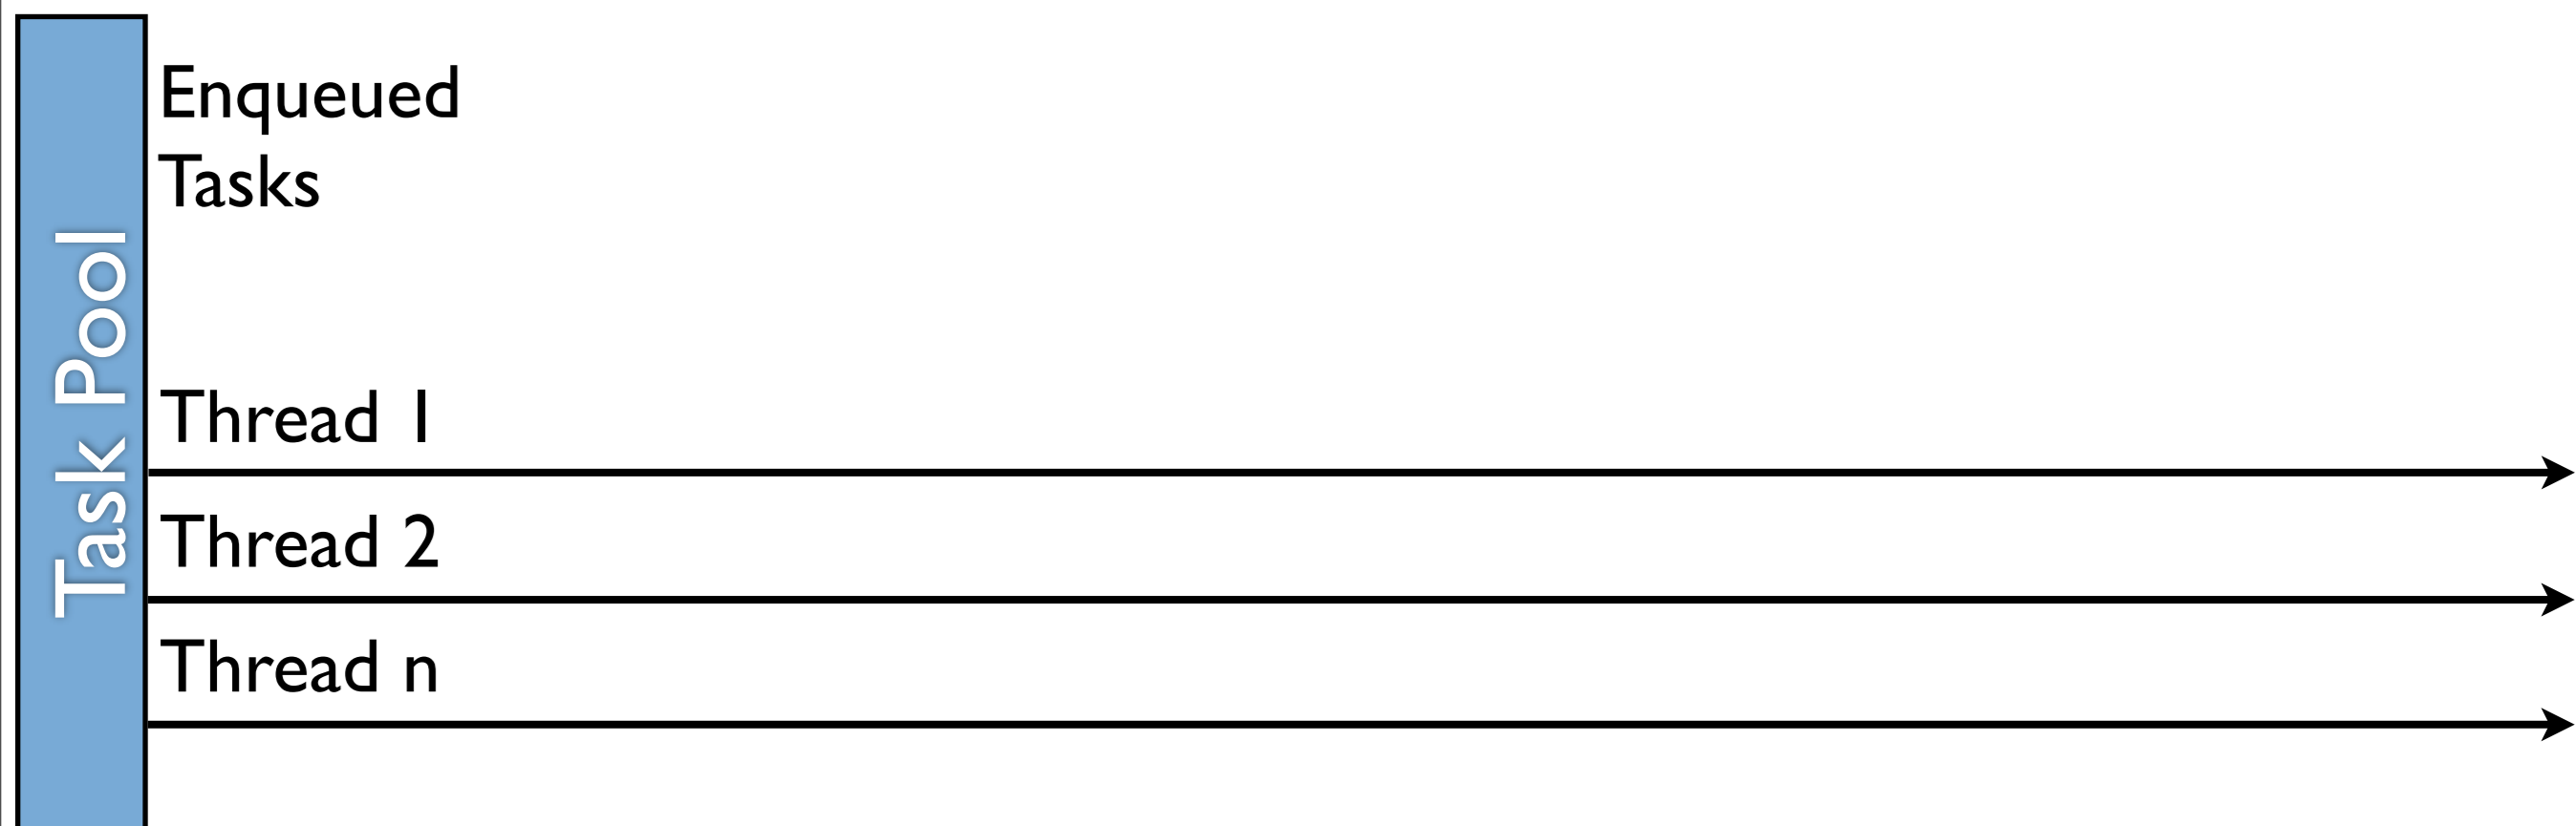 Task Pool
Enqueued
Tasks
Thread 1
Thread 2
Thread n